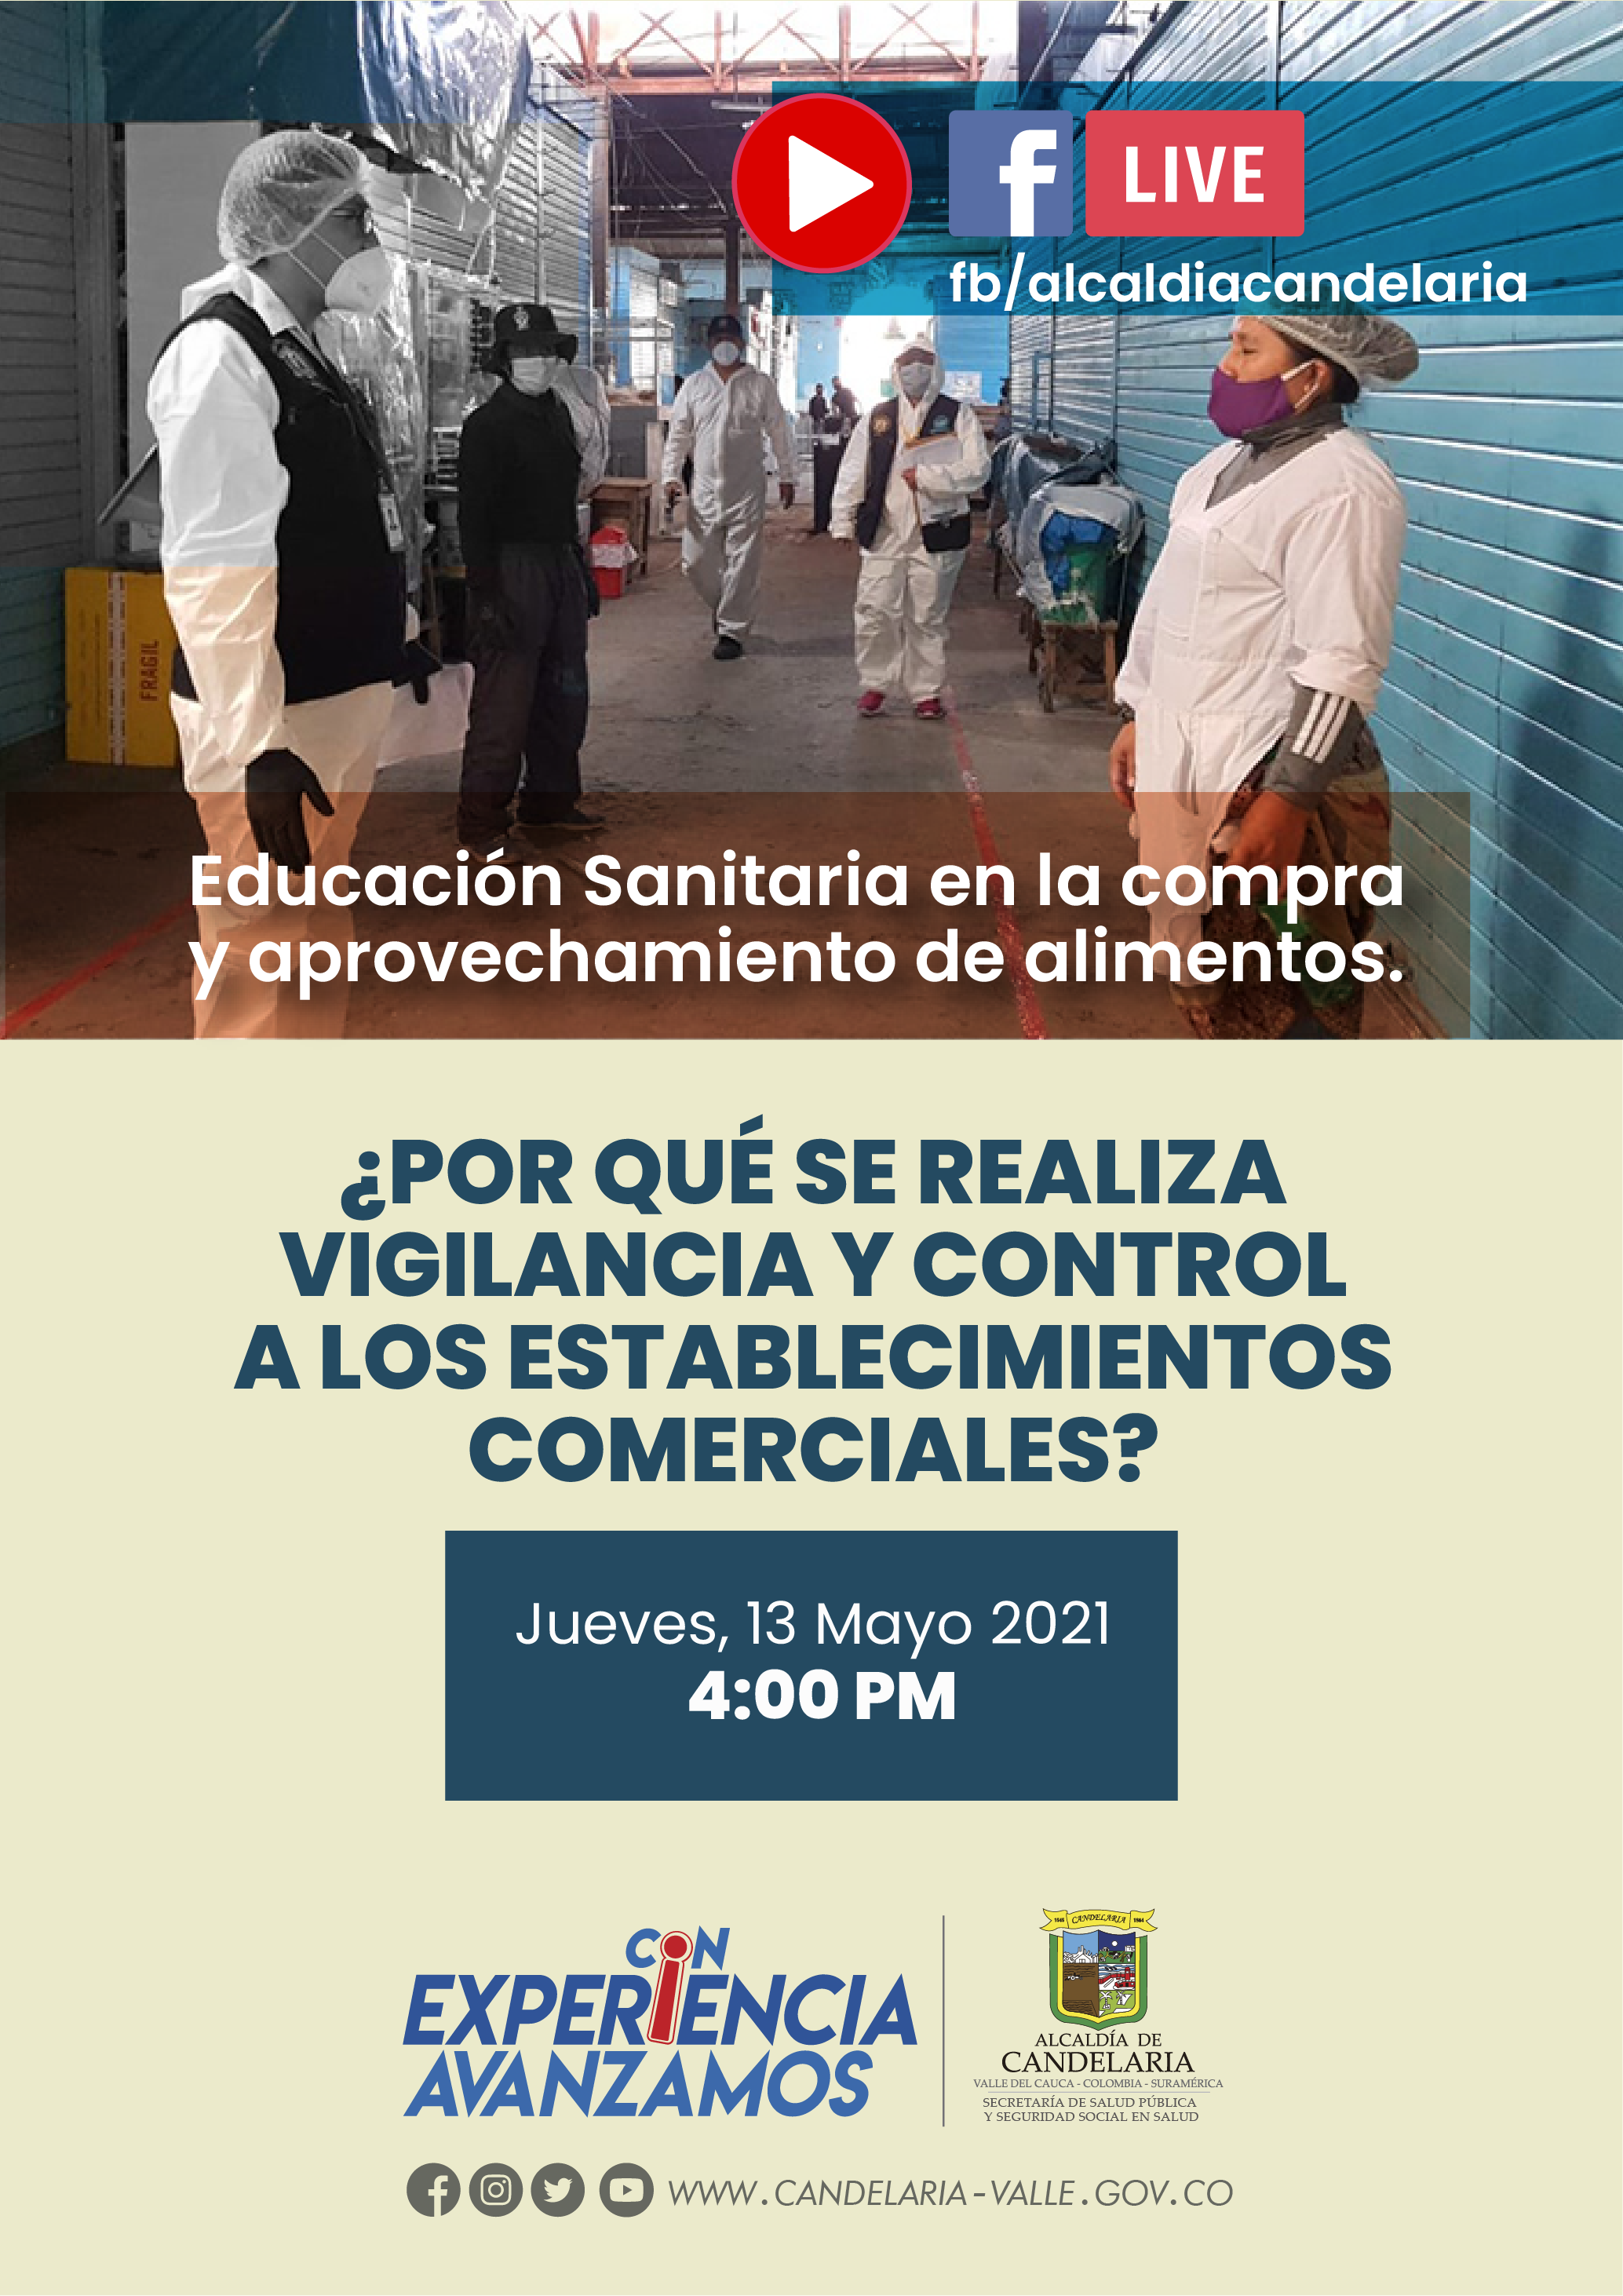 LIVE
fb/alcaldiacandelaria
FRAGIL
Educación Sanitaria en la compra
y aprovechamiento de alimentos.
¿POR QUÉ SE REALIZA
VIGILANCIA Y CONTROL
A LOS ESTABLECIMIENTOS
COMERCIALES?
Jueves, 13 Mayo 2021
4:00 PM
CON
EXPERIENCIA
AVANZAMOS
1545 CANDELARIA 1864
ALCALDÍA DE
CANDELARIA
VALLE DEL CAUCA - COLOMBIA - SURAMÉRICA
SECRETARÍA DE SALUD PÚBLICA
Y SEGURIDAD SOCIAL EN SALUD
WWW.CANDELARIA-VALLE.GOV.CO